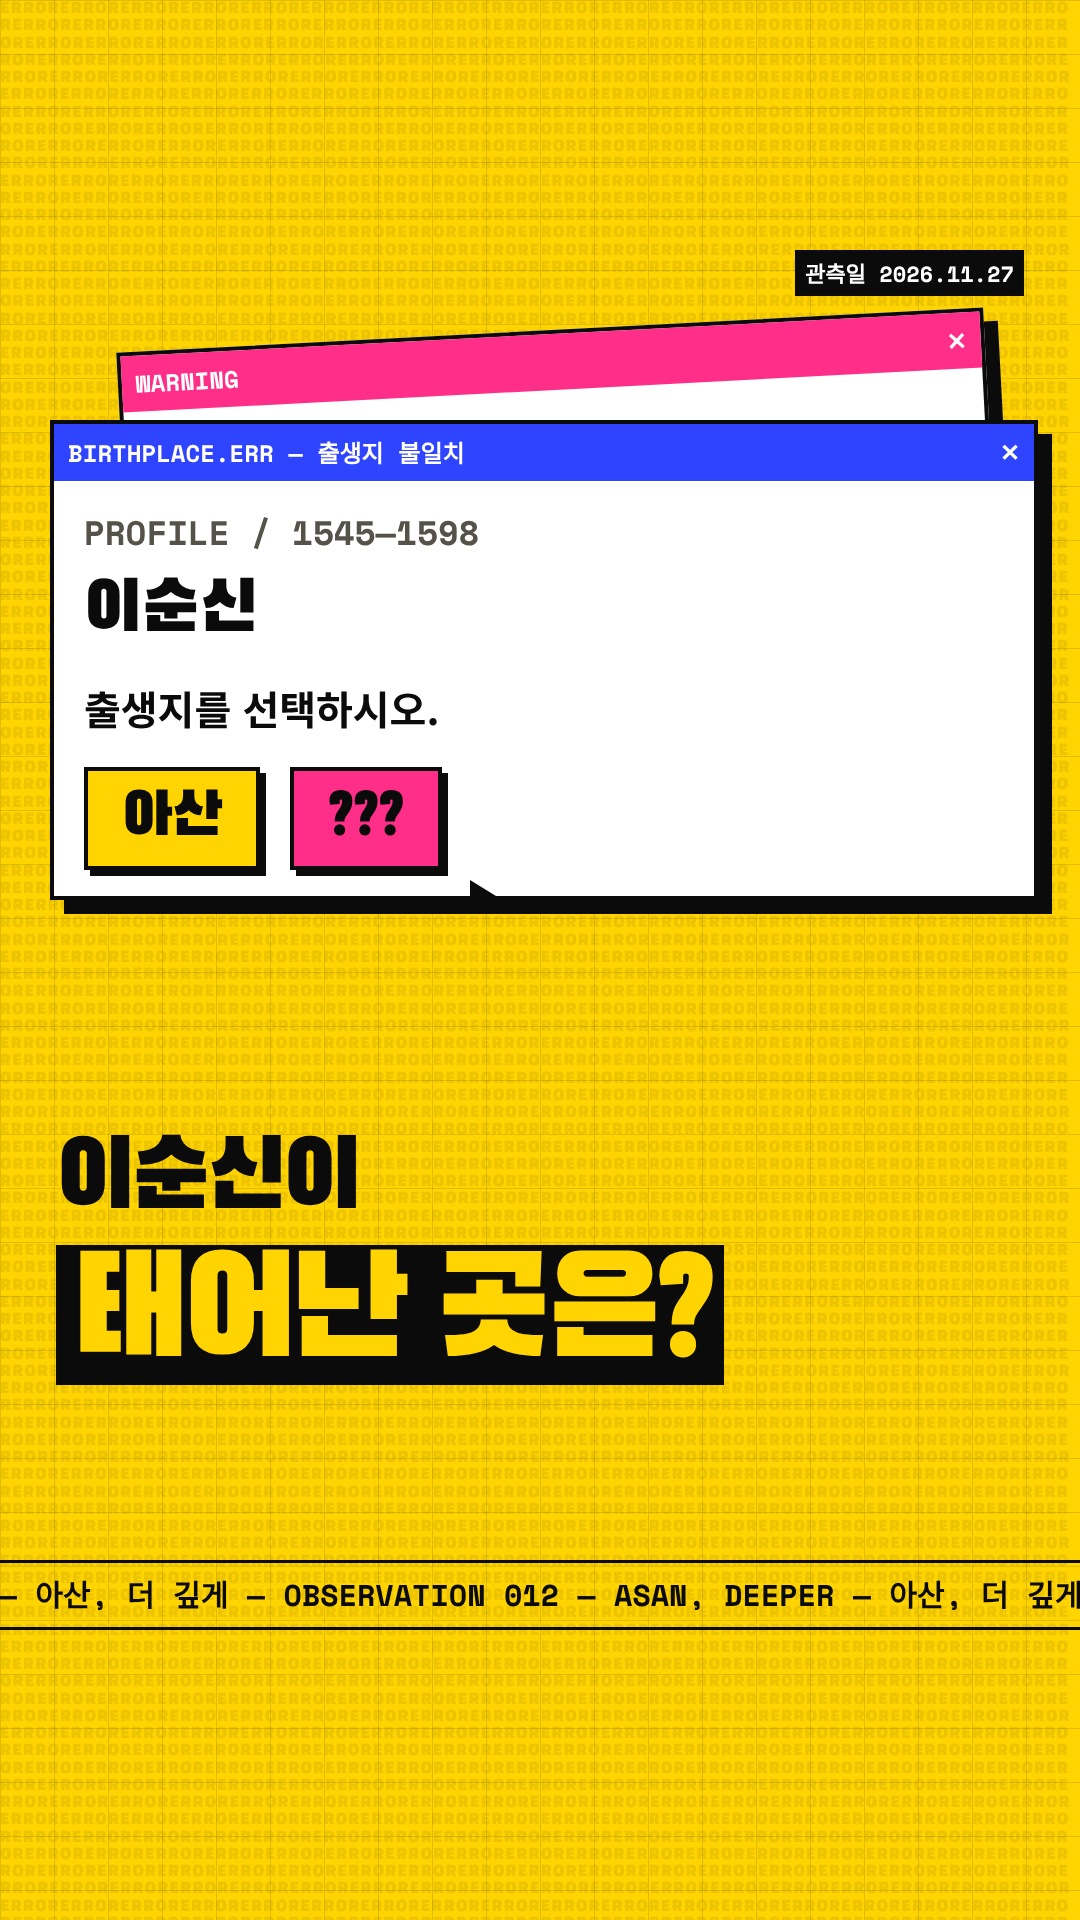 관측일 2026.11.27
WARNING ×
BIRTHPLACE.ERR — 출생지 불일치 ×
PROFILE / 1545—1598
이순신
출생지를 선택하시오.
아산 ???
이순신이
태어난 곳은?
— 아산, 더 깊게 — OBSERVATION 012 — ASAN, DEEPER — 아산, 더 깊게